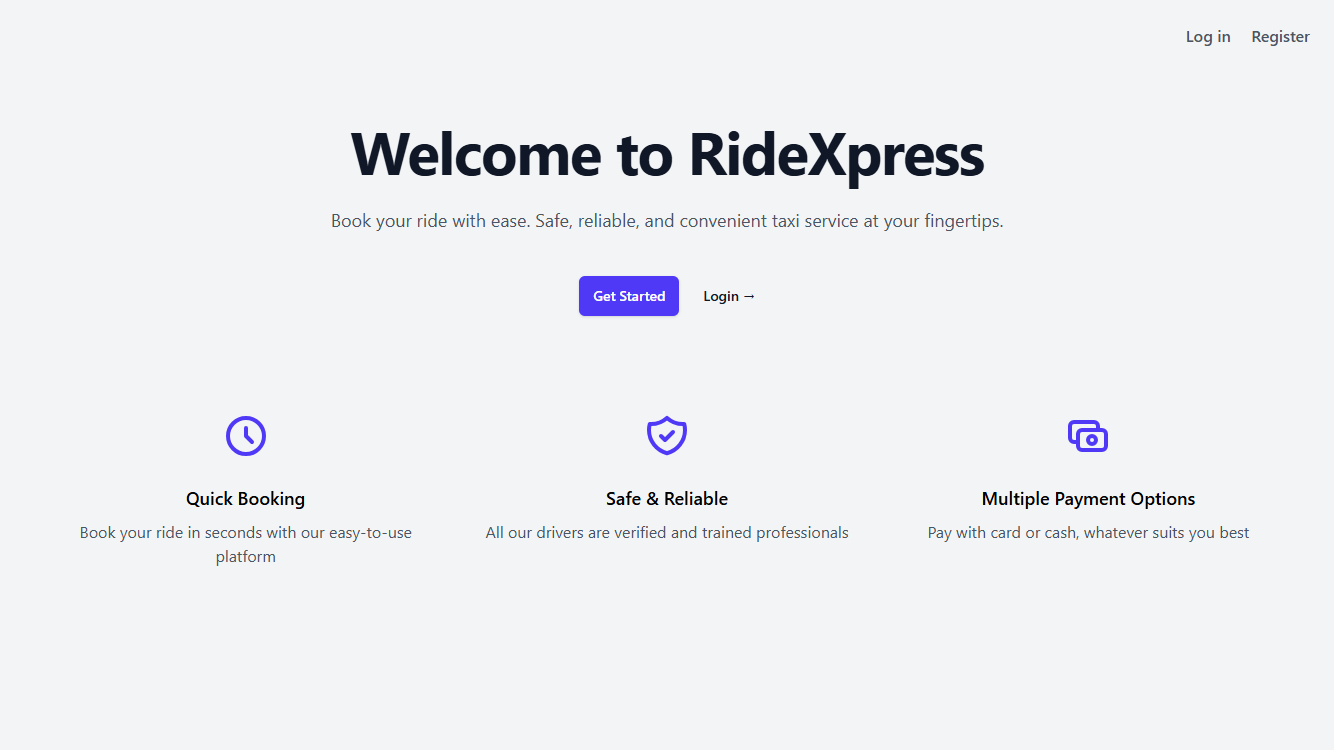 Log in Register
Welcome to RideXpress
Book your ride with ease. Safe, reliable, and convenient taxi service at your fingertips.
Get Started Login →
Quick Booking
Book your ride in seconds with our easy-to-use
platform
Safe & Reliable
All our drivers are verified and trained professionals
Multiple Payment Options
Pay with card or cash, whatever suits you best